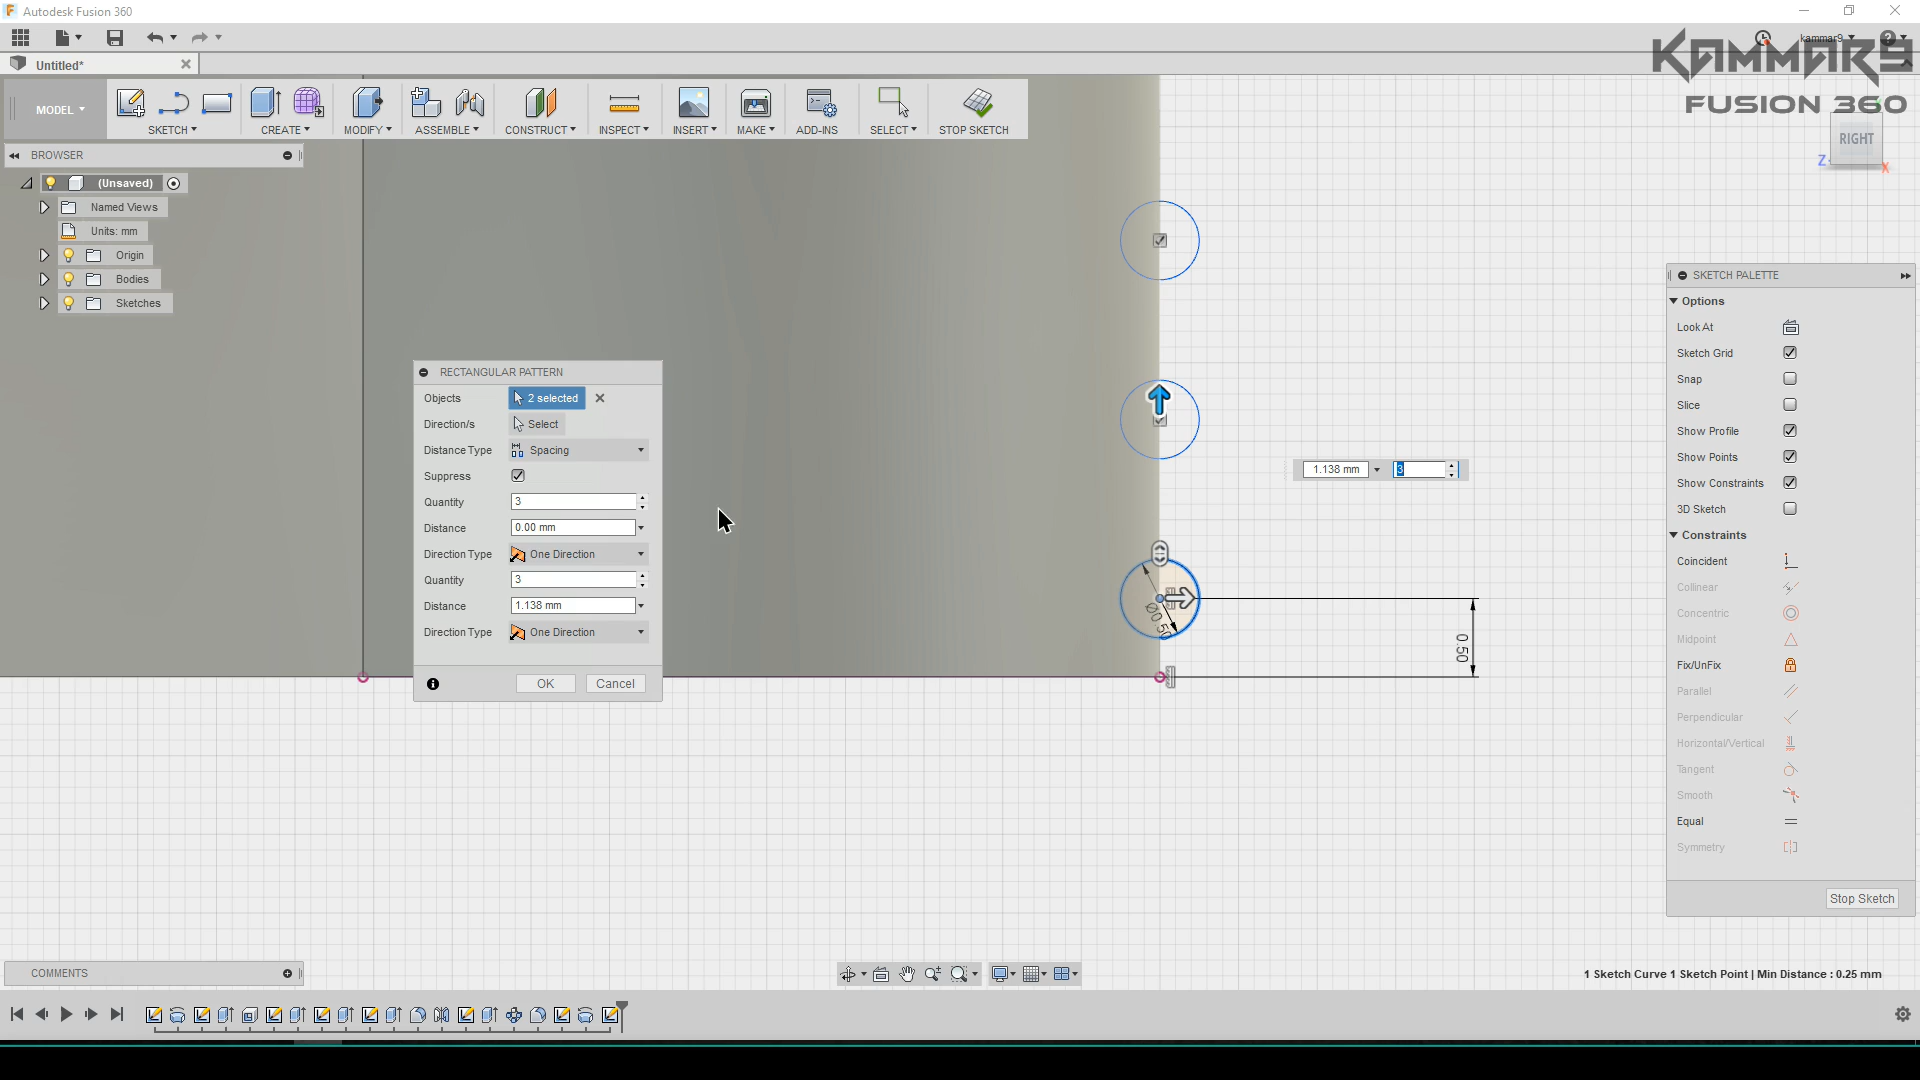 Autodesk Fusion 360
kammar9
KAMMAR9
FUSION 360
Untitled*
MODEL
SKETCH
CREATE
MODIFY
ASSEMBLE
CONSTRUCT
INSPECT
INSERT
MAKE
ADD-INS
SELECT
STOP SKETCH
RIGHT
Z
X
BROWSER
(Unsaved)
Named Views
Units: mm
Origin
Bodies
Sketches
RECTANGULAR PATTERN
Objects 2 selected
Direction/s Select
Distance Type Spacing
Suppress
Quantity 3
Distance 0.00 mm
Direction Type One Direction
Quantity 3
Distance 1.138 mm
Direction Type One Direction
OK Cancel
1.138 mm 3
Ø0.50
0.50
SKETCH PALETTE
Options
Look At
Sketch Grid
Snap
Slice
Show Profile
Show Points
Show Constraints
3D Sketch
Constraints
Coincident
Collinear
Concentric
Midpoint
Fix/UnFix
Parallel
Perpendicular
Horizontal/Vertical
Tangent
Smooth
Equal
Symmetry
Stop Sketch
COMMENTS
1 Sketch Curve 1 Sketch Point | Min Distance : 0.25 mm